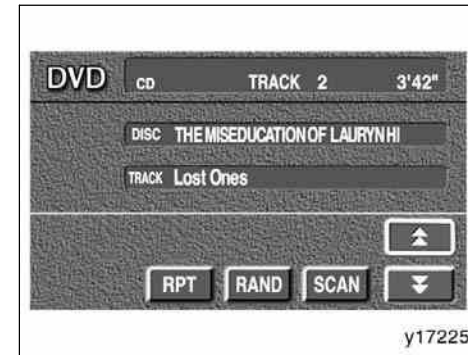 DVD CD TRACK 2 3'42"
DISC THE MISEDUCATION OF LAURYN HI
TRACK Lost Ones
RPT RAND SCAN
y17225